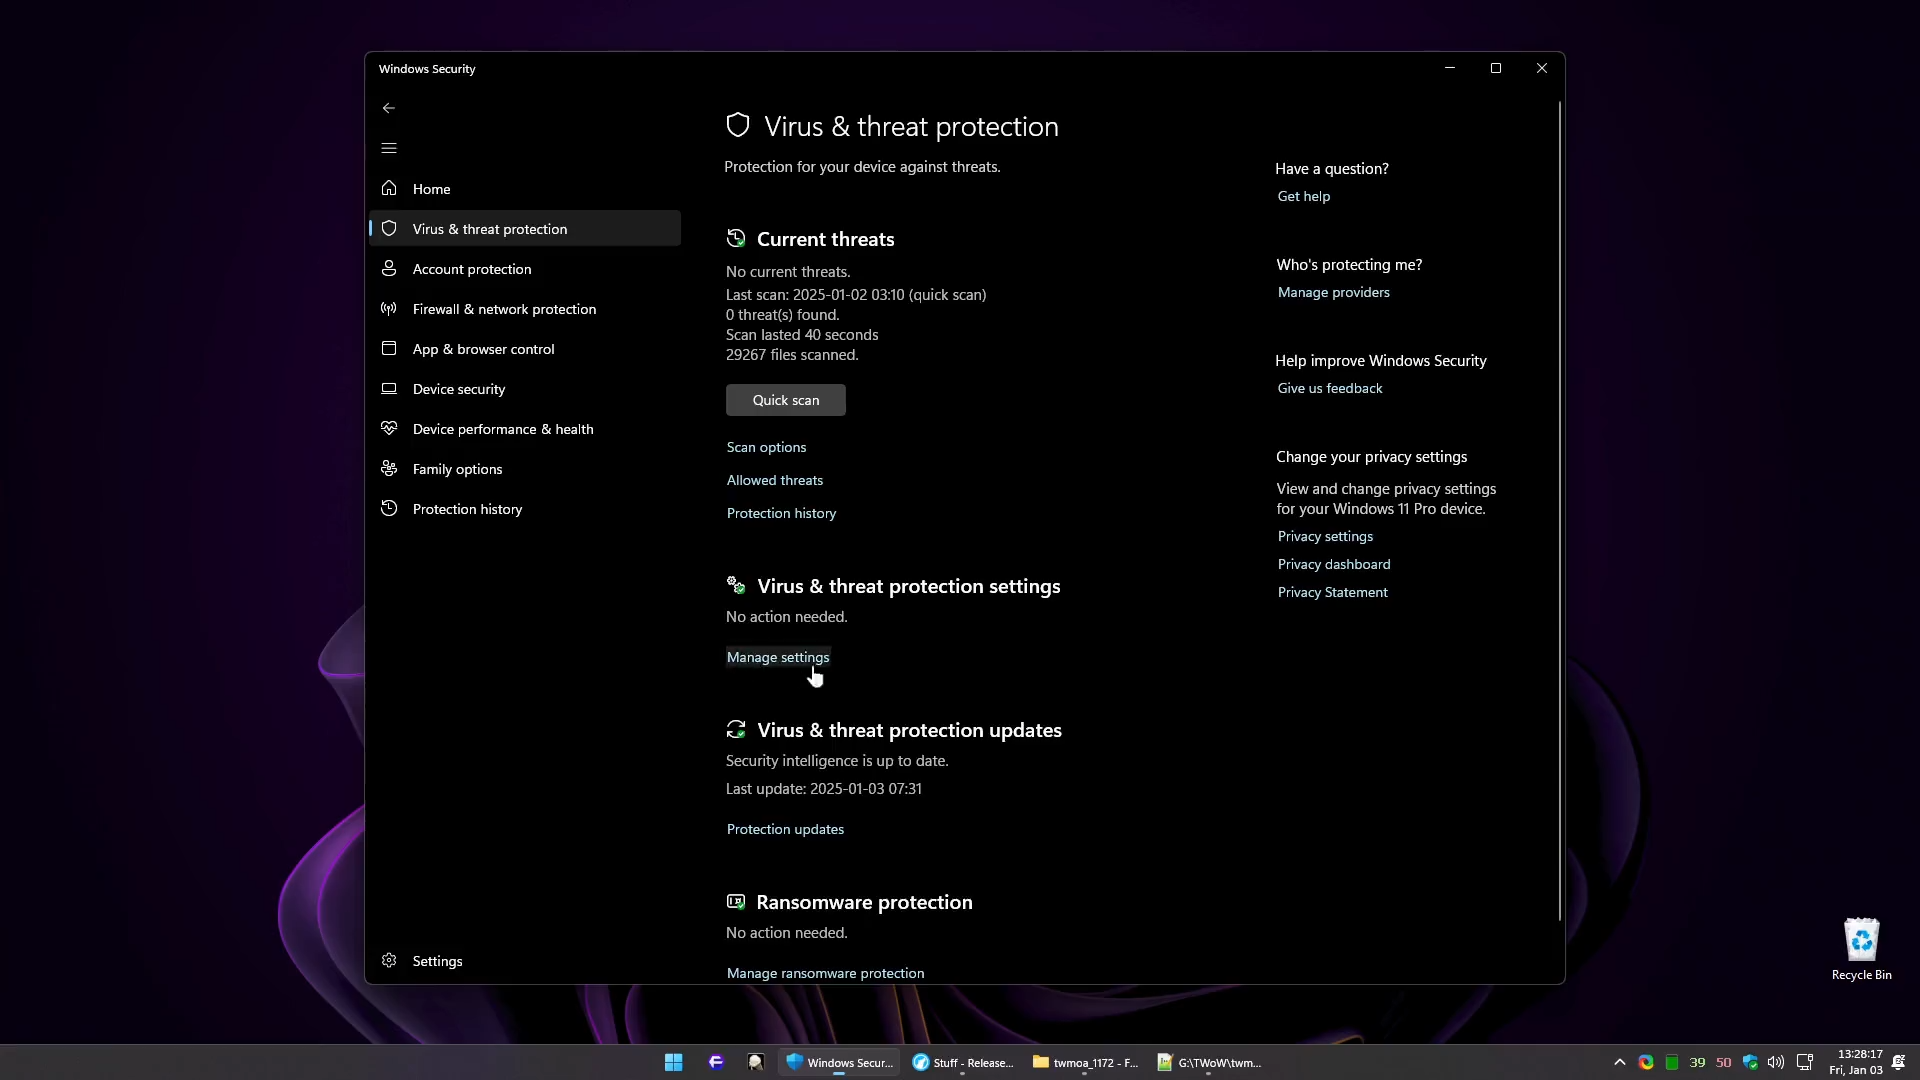 Windows Security
Home
Virus & threat protection
Account protection
Firewall & network protection
App & browser control
Device security
Device performance & health
Family options
Protection history
Settings
Virus & threat protection
Protection for your device against threats.
Current threats
No current threats.
Last scan: 2025-01-02 03:10 (quick scan)
0 threat(s) found.
Scan lasted 40 seconds
29267 files scanned.
Quick scan
Scan options
Allowed threats
Protection history
Virus & threat protection settings
No action needed.
Manage settings
Virus & threat protection updates
Security intelligence is up to date.
Last update: 2025-01-03 07:31
Protection updates
Ransomware protection
No action needed.
Manage ransomware protection
Have a question?
Get help
Who's protecting me?
Manage providers
Help improve Windows Security
Give us feedback
Change your privacy settings
View and change privacy settings
for your Windows 11 Pro device.
Privacy settings
Privacy dashboard
Privacy Statement
Recycle Bin
Windows Secur...
Stuff - Release...
twmoa_1172 - F...
G:\TWoW\twm...
39
50
13:28:17
Fri, Jan 03